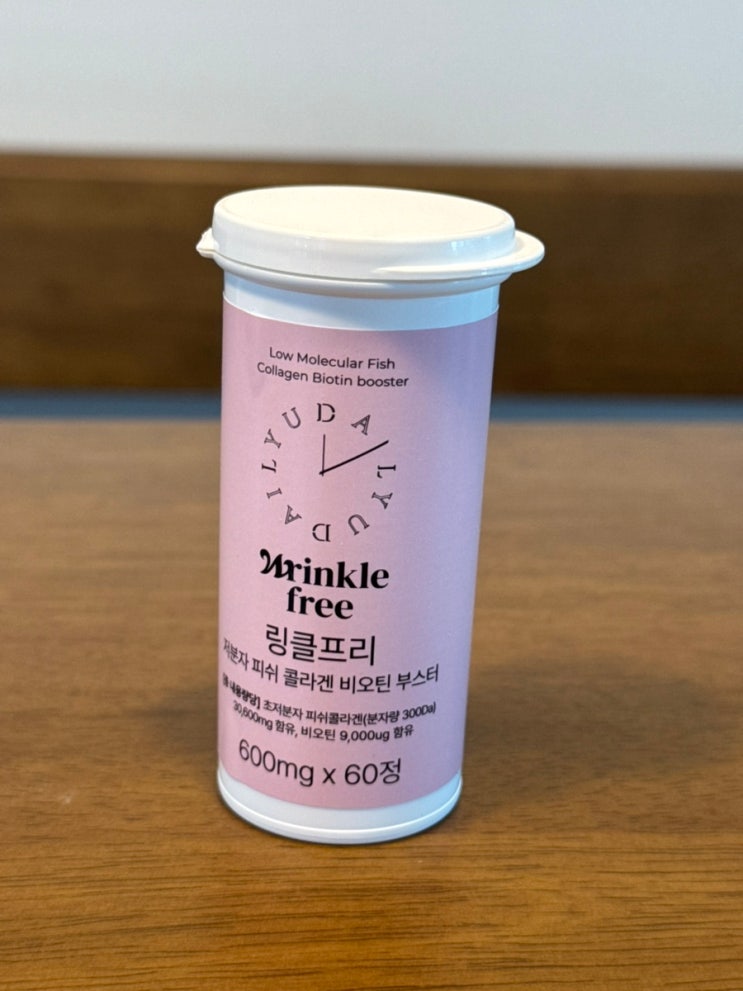 Low Molecular Fish
Collagen Biotin booster
DAILYUDAILYU
Wrinkle
free
링클프리
저분자 피쉬 콜라겐 비오틴 부스터
[총 내용량당] 초저분자 피쉬콜라겐(분자량 300Da)
30,600mg 함유, 비오틴 9,000ug 함유
600mg x 60정